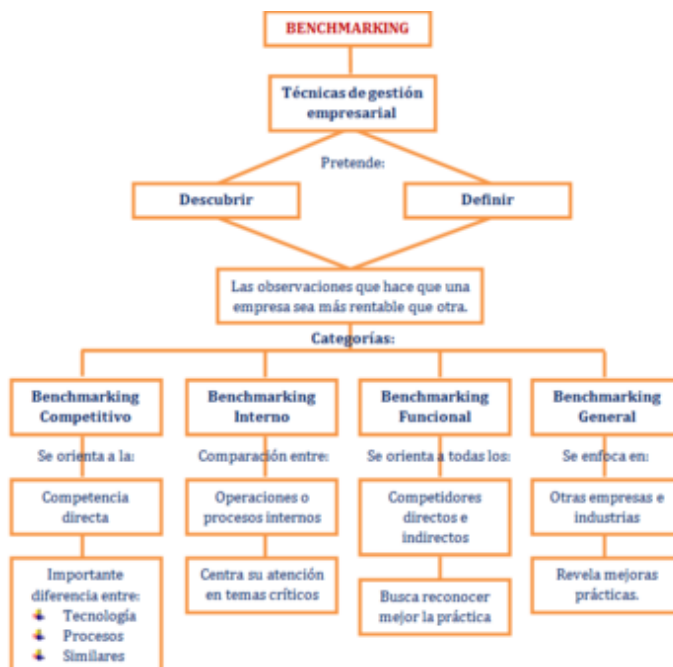 BENCHMARKING
Técnicas de gestión
empresarial
Pretende:
Descubrir
Definir
Las observaciones que hace que una
empresa sea más rentable que otra.
Categorías:
Benchmarking
Competitivo
Benchmarking
Interno
Benchmarking
Funcional
Benchmarking
General
Se orienta a la:
Comparación entre:
Se orienta a todas los:
Se enfoca en:
Competencia
directa
Operaciones o
procesos internos
Competidores
directos e
indirectos
Otras empresas e
industrias
Importante
diferencia entre:
Tecnología
Procesos
Similares
Centra su atención
en temas críticos
Busca reconocer
mejor la práctica
Revela mejoras
prácticas.